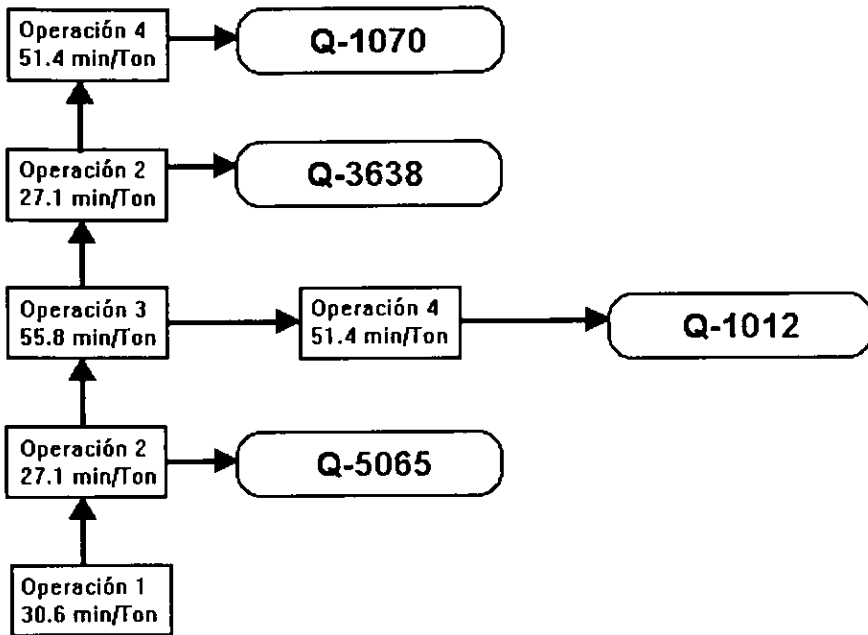 Operación 4
51.4 min/Ton
Q-1070
Operación 2
27.1 min/Ton
Q-3638
Operación 3
55.8 min/Ton
Operación 4
51.4 min/Ton
Q-1012
Operación 2
27.1 min/Ton
Q-5065
Operación 1
30.6 min/Ton